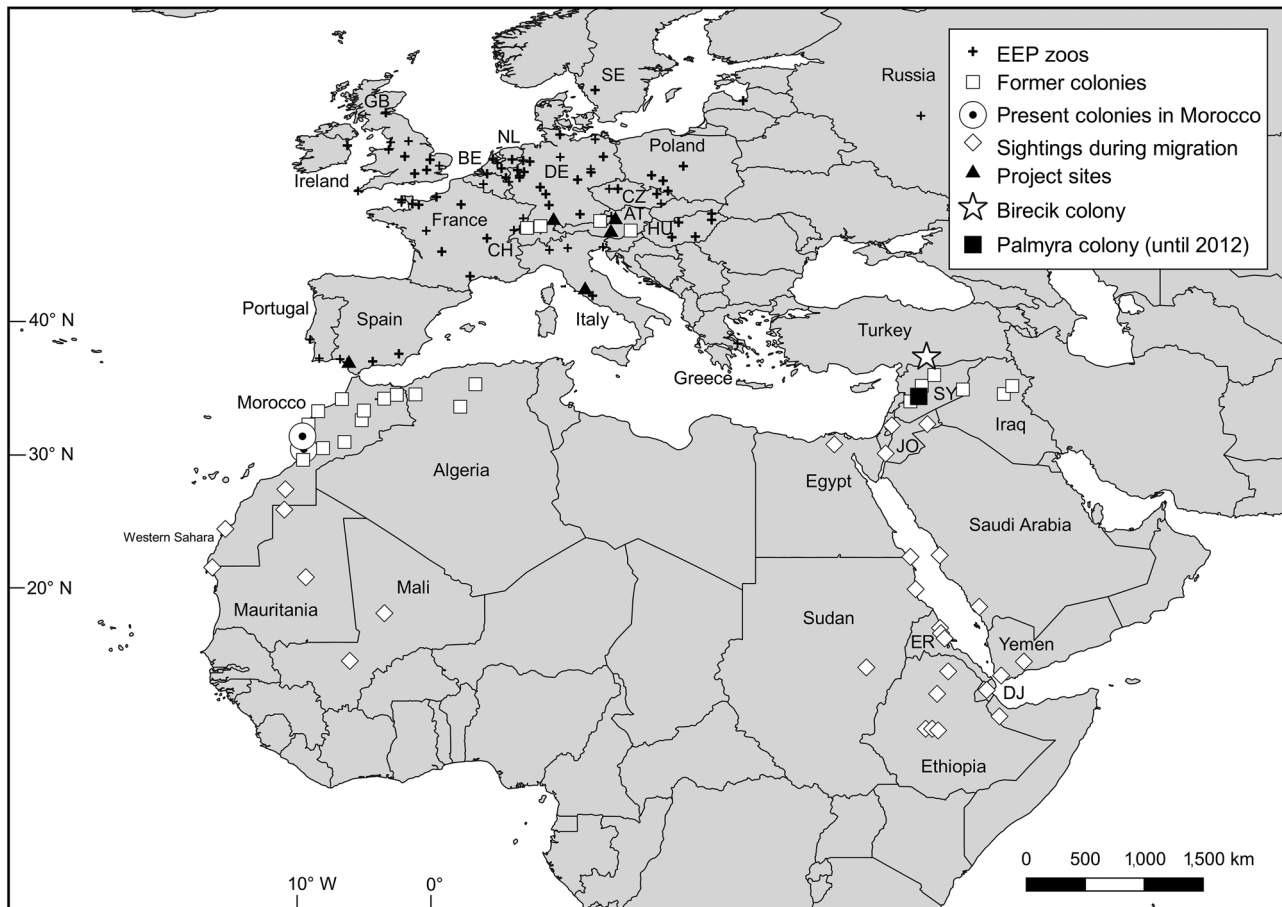 EEP zoos
Former colonies
Present colonies in Morocco
Sightings during migration
Project sites
Birecik colony
Palmyra colony (until 2012)
SE
Russia
GB
NL
BE
Poland
Ireland
DE
CZ
France
AT
HU
CH
Portugal
Spain
Italy
40° N
Turkey
Greece
Morocco
SY
Iraq
30° N
Algeria
JO
Egypt
Western Sahara
Saudi Arabia
20° N
Mali
Mauritania
Sudan
ER
Yemen
DJ
Ethiopia
0 500 1,000 1,500 km
10° W 0°